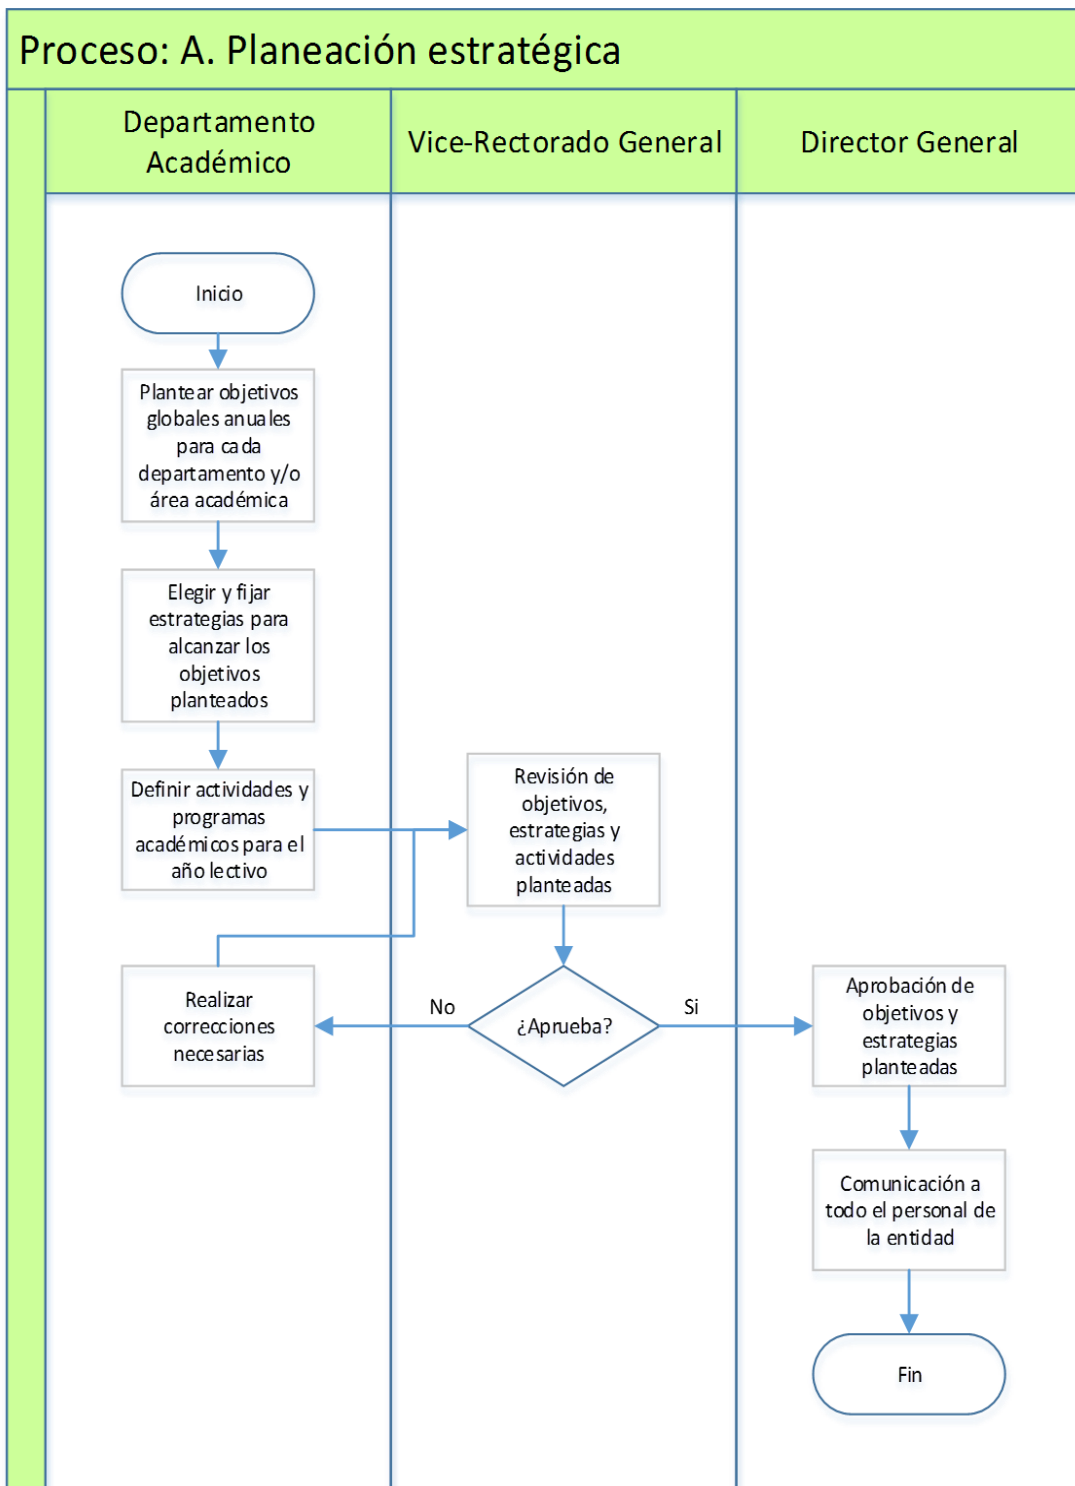 Proceso: A. Planeación estratégica
Departamento
Académico
Vice-Rectorado General
Director General
Inicio
Plantear objetivos
globales anuales
para cada
departamento y/o
área académica
Elegir y fijar
estrategias para
alcanzar los
objetivos
planteados
Definir actividades y
programas
académicos para el
año lectivo
Revisión de
objetivos,
estrategias y
actividades
planteadas
¿Aprueba?
No
Si
Realizar
correcciones
necesarias
Aprobación de
objetivos y
estrategias
planteadas
Comunicación a
todo el personal de
la entidad
Fin